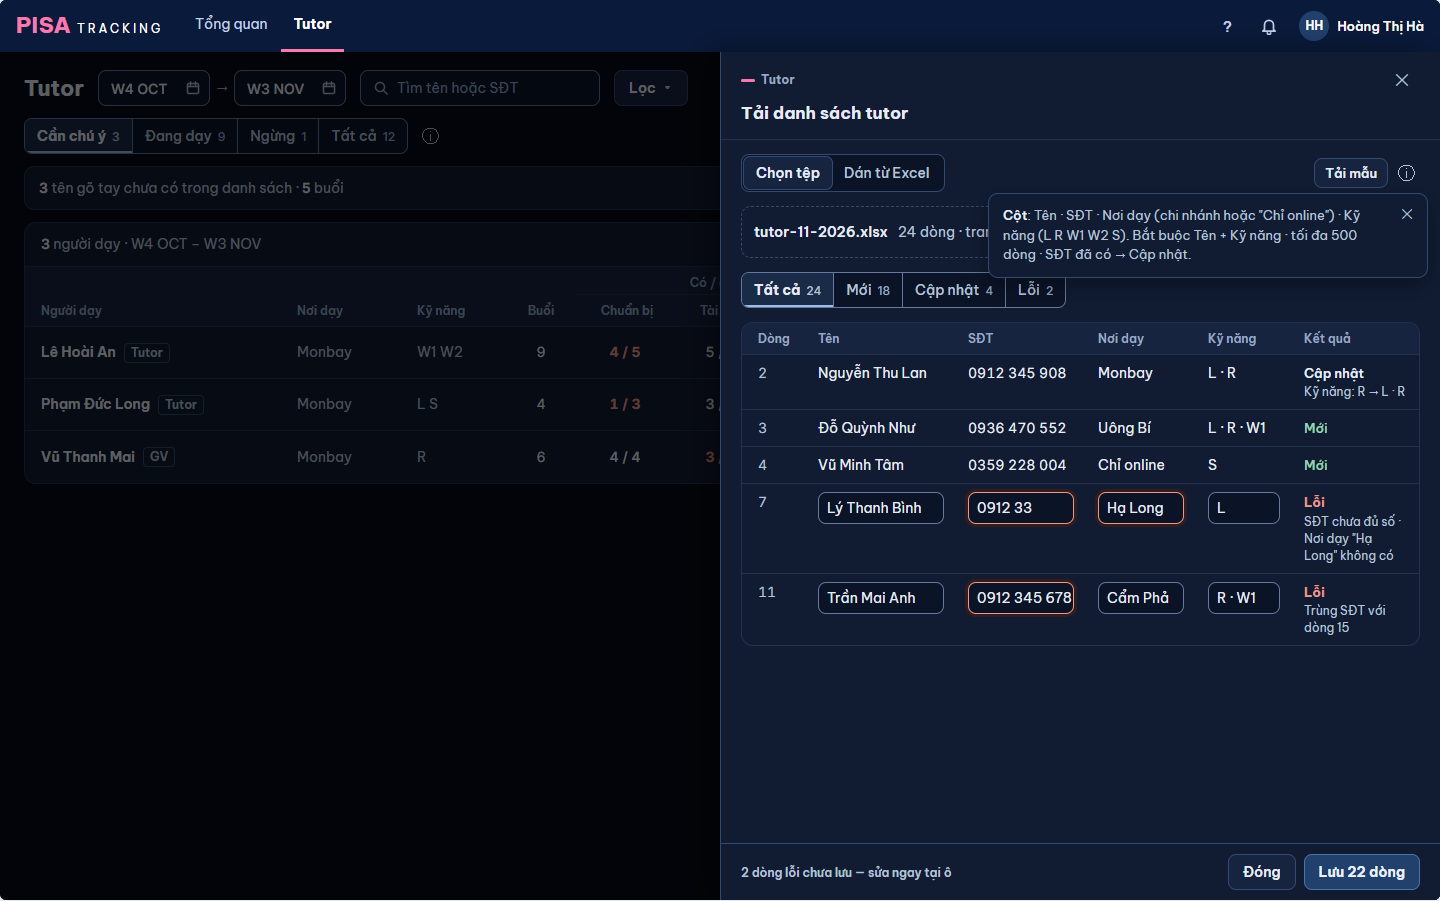 PISA TRACKING Tổng quan Tutor ? HH Hoàng Thị Hà
Tutor W4 OCT → W3 NOV Tìm tên hoặc SĐT Lọc
Cần chú ý 3 Đang dạy 9 Ngừng 1 Tất cả 12
3 tên gõ tay chưa có trong danh sách · 5 buổi
3 người dạy · W4 OCT – W3 NOV
Có /
Người dạy Nơi dạy Kỹ năng Buổi Chuẩn bị Tài
Lê Hoài An Tutor Monbay W1 W2 9 4 / 5 5 /
Phạm Đức Long Tutor Monbay L S 4 1 / 3 3 /
Vũ Thanh Mai GV Monbay R 6 4 / 4 3 /
Tutor
Tải danh sách tutor
Chọn tệp Dán từ Excel Tải mẫu
Cột: Tên · SĐT · Nơi dạy (chi nhánh hoặc "Chỉ online") · Kỹ
năng (L R W1 W2 S). Bắt buộc Tên + Kỹ năng · tối đa 500
dòng · SĐT đã có → Cập nhật.
tutor-11-2026.xlsx 24 dòng ·
Tất cả 24 Mới 18 Cập nhật 4 Lỗi 2
Dòng Tên SĐT Nơi dạy Kỹ năng Kết quả
2 Nguyễn Thu Lan 0912 345 908 Monbay L · R Cập nhật
Kỹ năng: R → L · R
3 Đỗ Quỳnh Như 0936 470 552 Uông Bí L · R · W1 Mới
4 Vũ Minh Tâm 0359 228 004 Chỉ online S Mới
7 Lý Thanh Bình 0912 33 Hạ Long L Lỗi
SĐT chưa đủ số ·
Nơi dạy "Hạ
Long" không có
11 Trần Mai Anh 0912 345 678 Cẩm Phả R · W1 Lỗi
Trùng SĐT với
dòng 15
2 dòng lỗi chưa lưu — sửa ngay tại ô Đóng Lưu 22 dòng